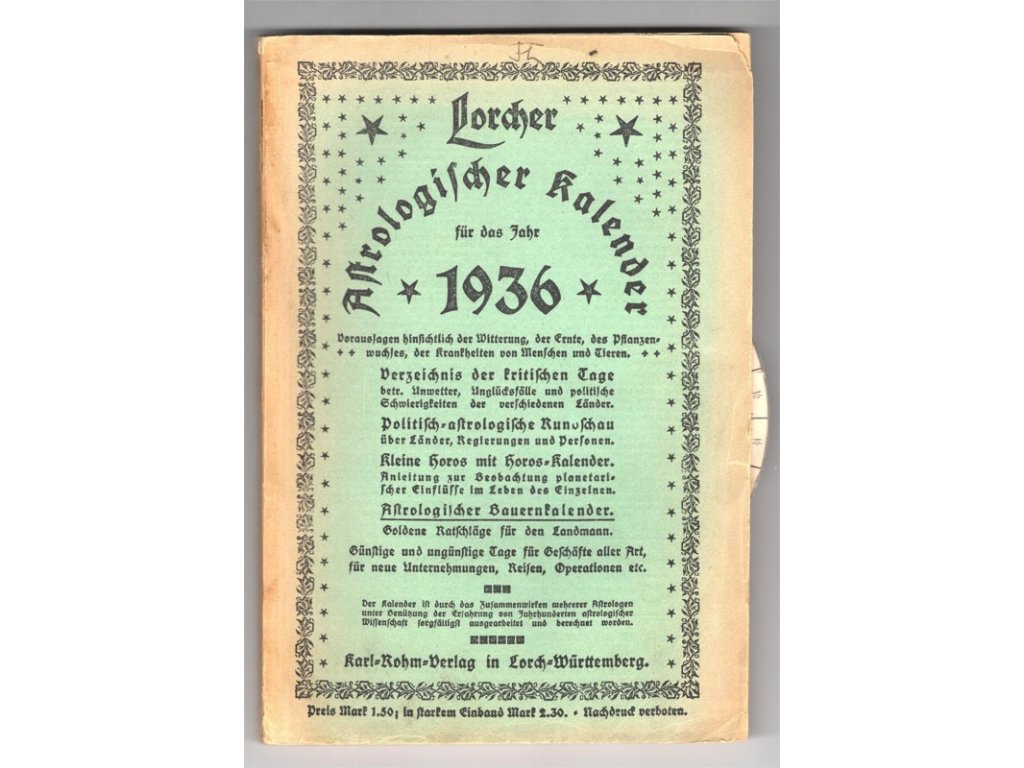 Lorcher
Astrologischer Kalender
für das Jahr
1936
Voraussagen hinsichtlich der Witterung, der Ernte, des Pflanzen-
wuchses, der Krankheiten von Menschen und Tieren.
Verzeichnis der kritischen Tage
betr. Unwetter, Unglücksfälle und politische
Schwierigkeiten der verschiedenen Länder.
Politisch-astrologische Rundschau
über Länder, Regierungen und Personen.
Kleine Horos mit Horos-Kalender.
Anleitung zur Beobachtung planetari-
scher Einflüsse im Leben des Einzelnen.
Astrologischer Bauernkalender.
Goldene Ratschläge für den Landmann.
Günstige und ungünstige Tage für Geschäfte aller Art,
für neue Unternehmungen, Reisen, Operationen etc.
Der Kalender ist durch das Zusammenwirken mehrerer Astrologen
unter Benützung der Erfahrung von Jahrhunderten astrologischer
Wissenschaft sorgfältigst ausgearbeitet und berechnet worden.
Karl-Rohm-Verlag in Lorch-Württemberg.
Preis Mark 1.50; in starkem Einband Mark 2.30. · Nachdruck verboten.